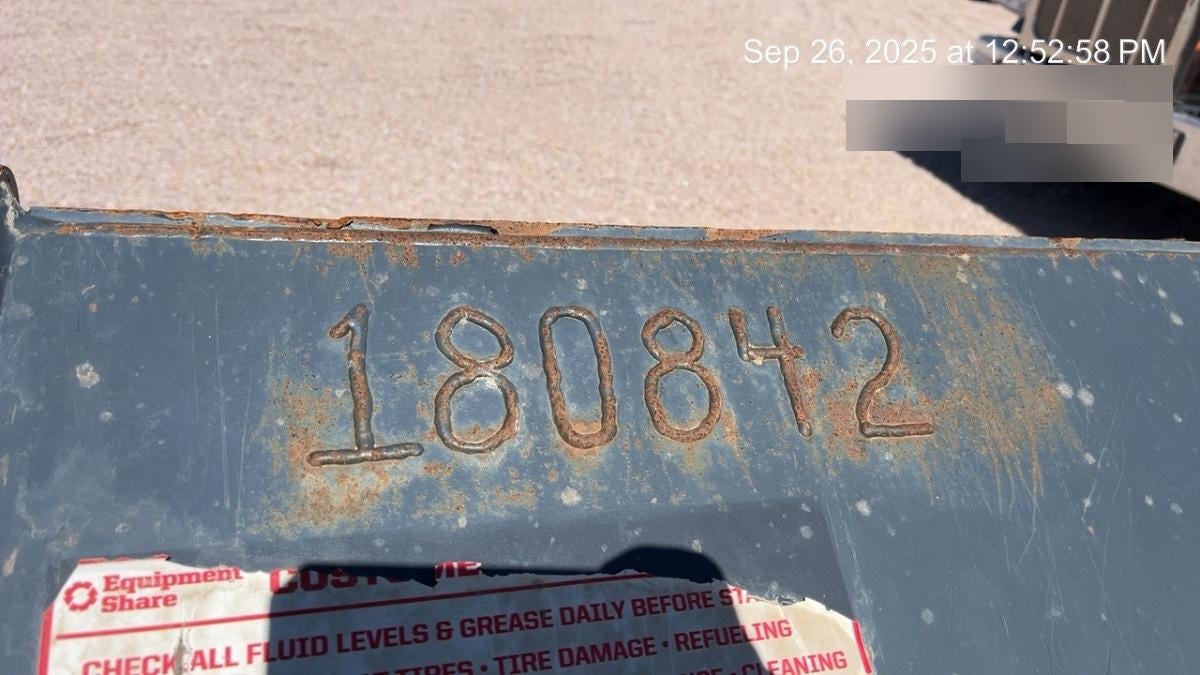 Sep 26, 2025 at 12:52:58 PM
180842
Equipment
Share
CHECK ALL FLUID LEVELS & GREASE DAILY BEFORE
TIRES · TIRE DAMAGE · REFUELING
CLEANING